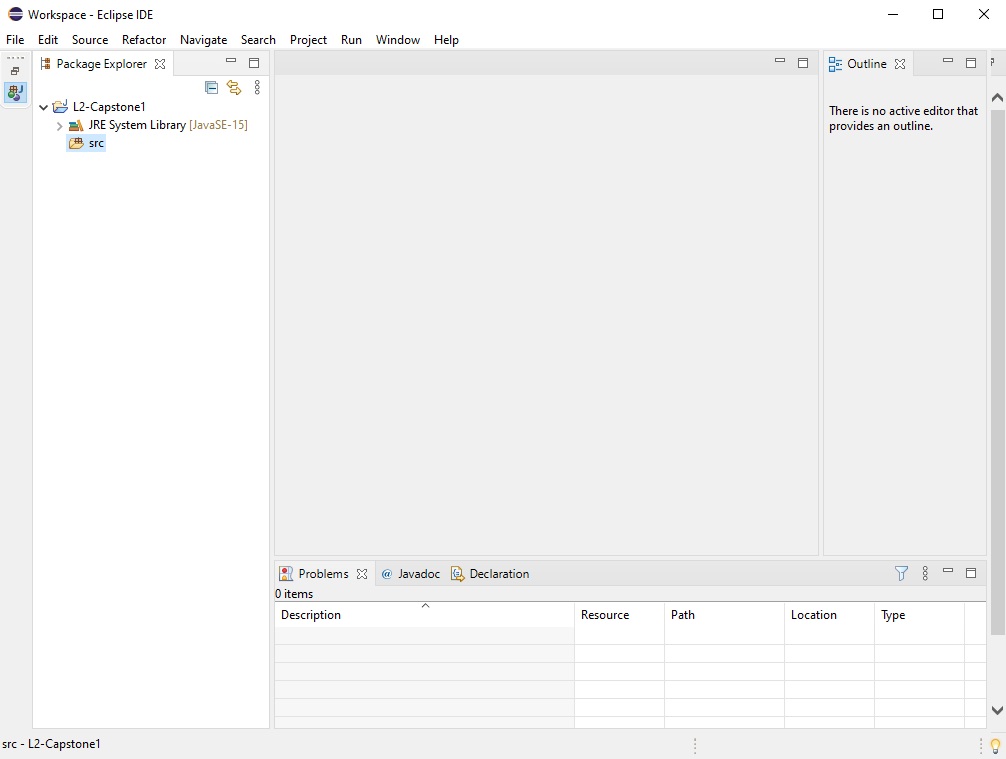 Workspace - Eclipse IDE
File Edit Source Refactor Navigate Search Project Run Window Help
Package Explorer
Outline
L2-Capstone1
JRE System Library [JavaSE-15]
src
There is no active editor that
provides an outline.
Problems @ Javadoc Declaration
0 items
Description Resource Path Location Type
src - L2-Capstone1